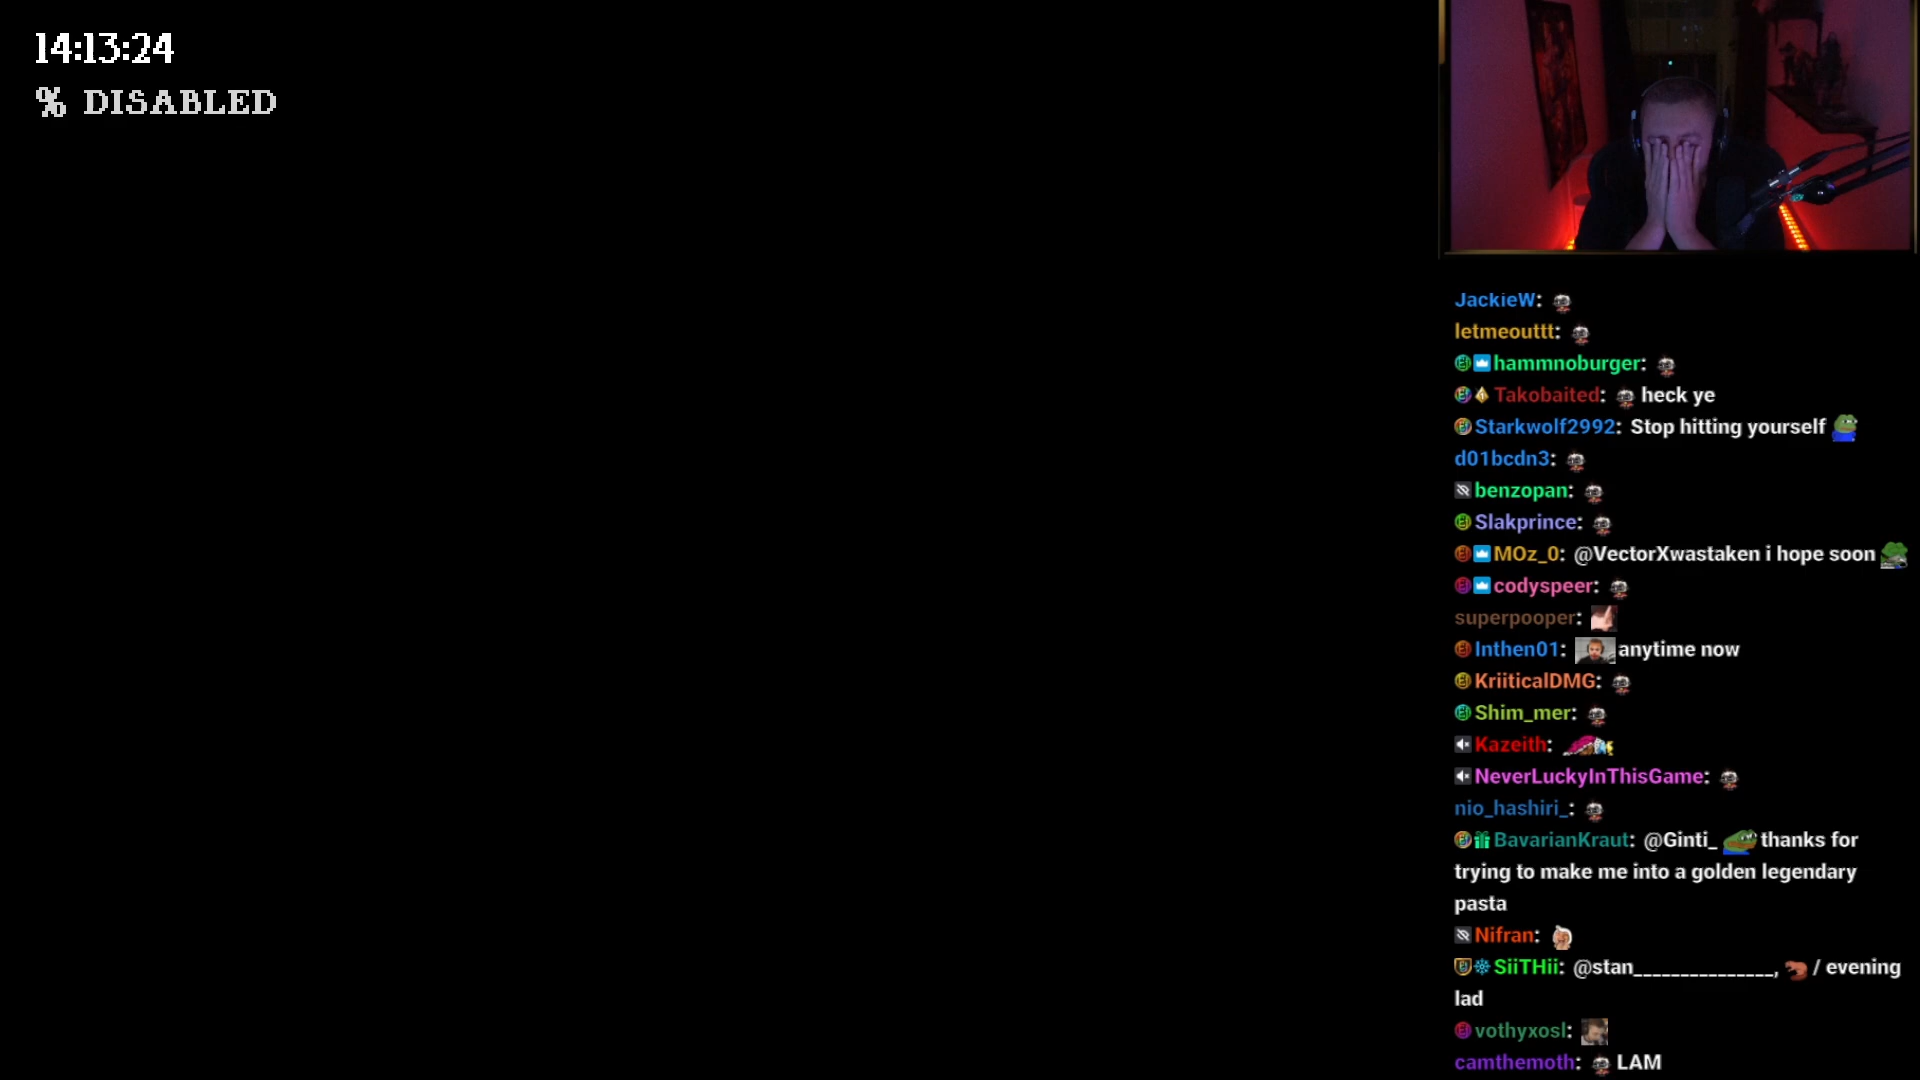 14:13:24
% DISABLED
JackieW:
letmeouttt:
hammnoburger:
Takobaited: heck ye
Starkwolf2992: Stop hitting yourself
d01bcdn3:
benzopan:
Slakprince:
MOz_0: @VectorXwastaken i hope soon
codyspeer:
superpooper:
Inthen01: anytime now
KriiticalDMG:
Shim_mer:
Kazeith:
NeverLuckyInThisGame:
nio_hashiri_:
BavarianKraut: @Ginti_ thanks for
trying to make me into a golden legendary
pasta
Nifran:
SiiTHii: @stan_______________, / evening
lad
vothyxosl:
camthemoth: LAM